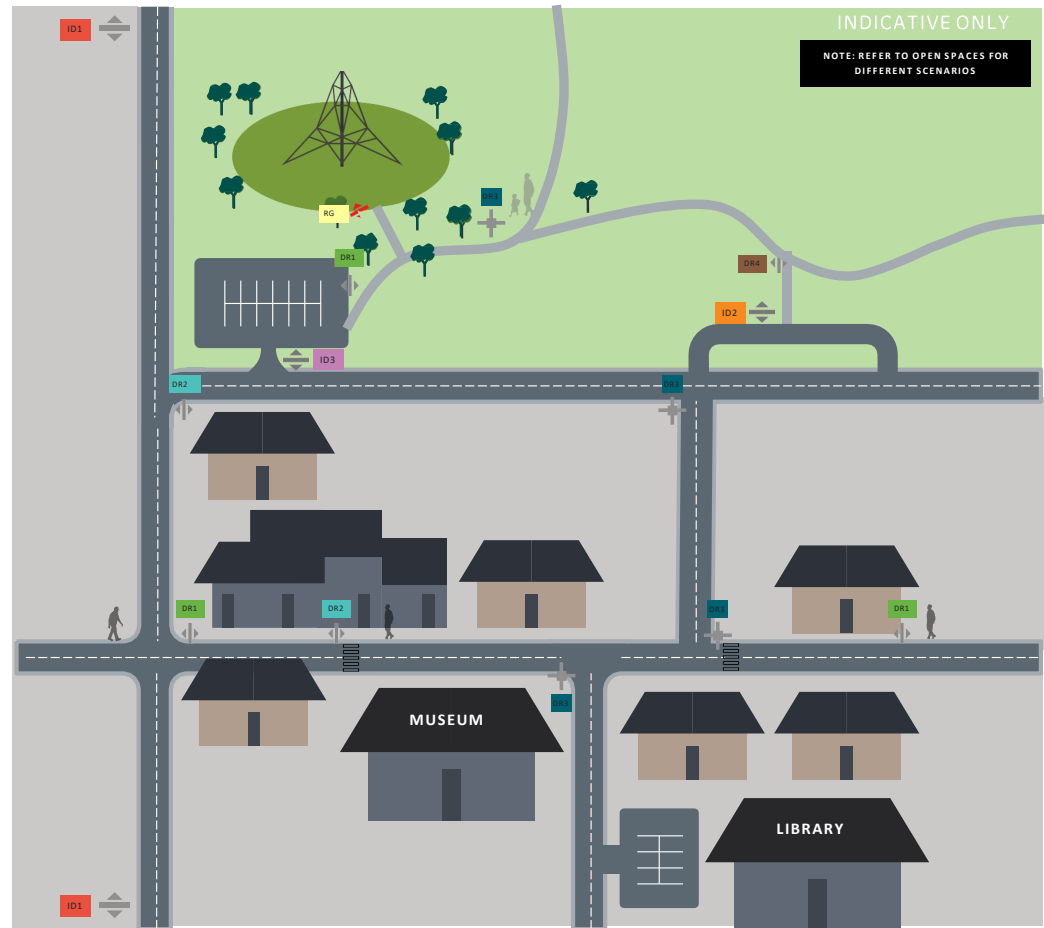 INDICATIVE ONLY
ID1
NOTE: REFER TO OPEN SPACES FOR
DIFFERENT SCENARIOS
DR3
RG
DR1
DR4
ID2
ID3
DR2
DR3
DR1
DR2
DR3
DR1
DR3
MUSEUM
LIBRARY
ID1